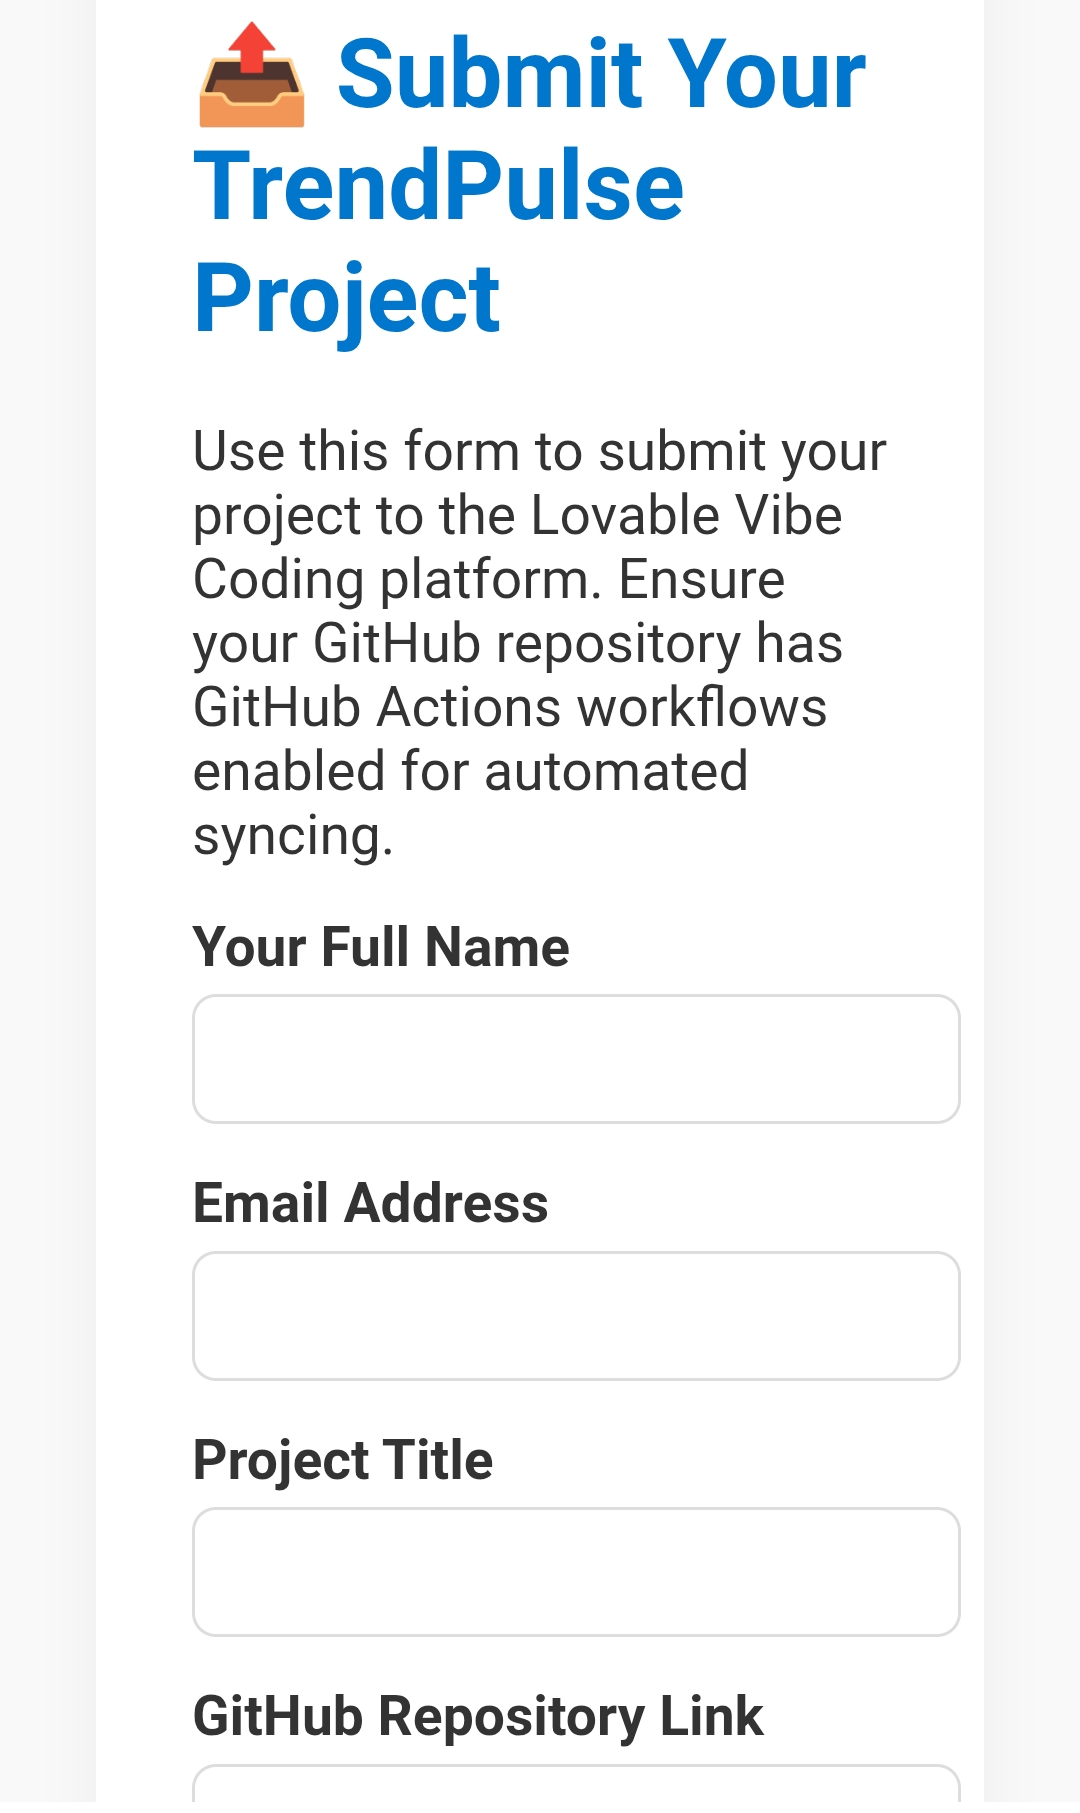 📤 Submit Your
TrendPulse
Project
Use this form to submit your
project to the Lovable Vibe
Coding platform. Ensure
your GitHub repository has
GitHub Actions workflows
enabled for automated
syncing.
Your Full Name
Email Address
Project Title
GitHub Repository Link